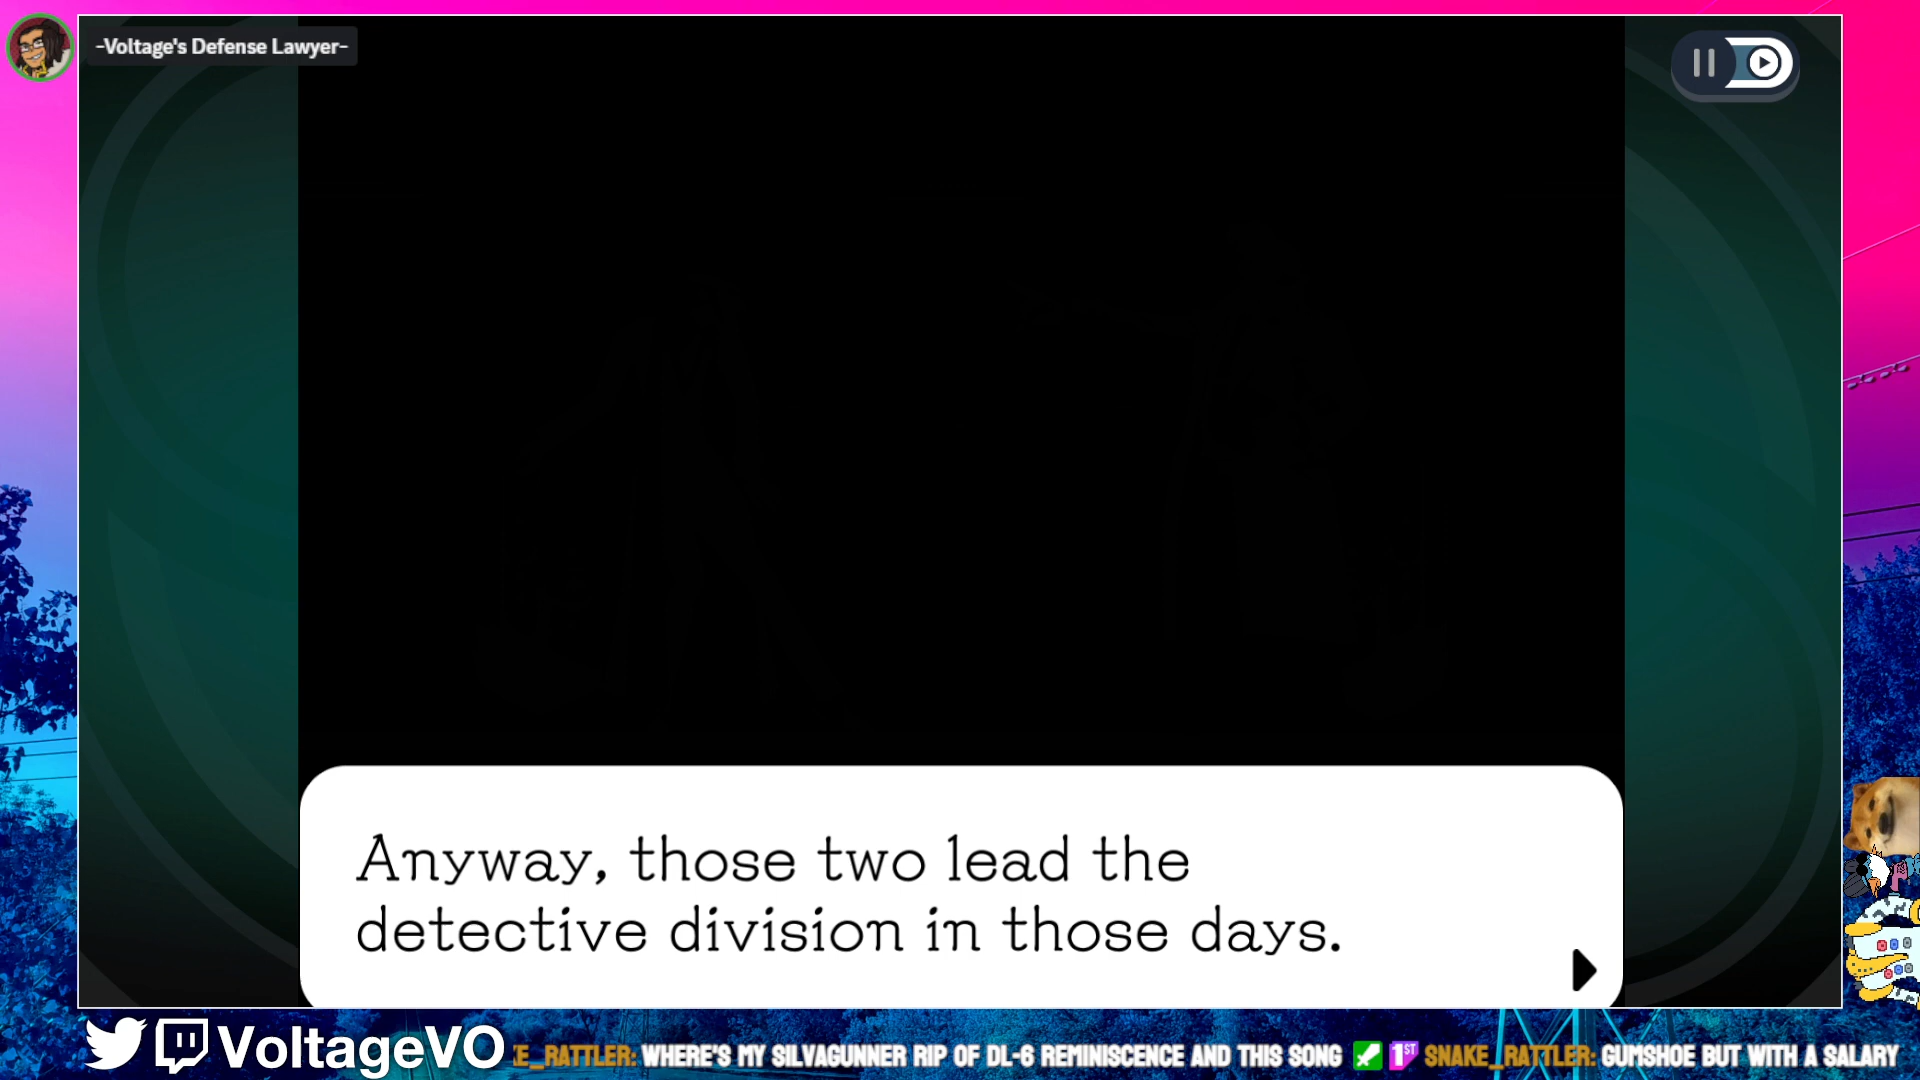 -Voltage's Defense Lawyer-
Anyway, those two lead the
detective division in those days.
VoltageVO
E_RATTLER: WHERE'S MY SILVAGUNNER RIP OF DL-6 REMINISCENCE AND THIS SONG 1ST SNAKE_RATTLER: GUMSHOE BUT WITH A SALARY